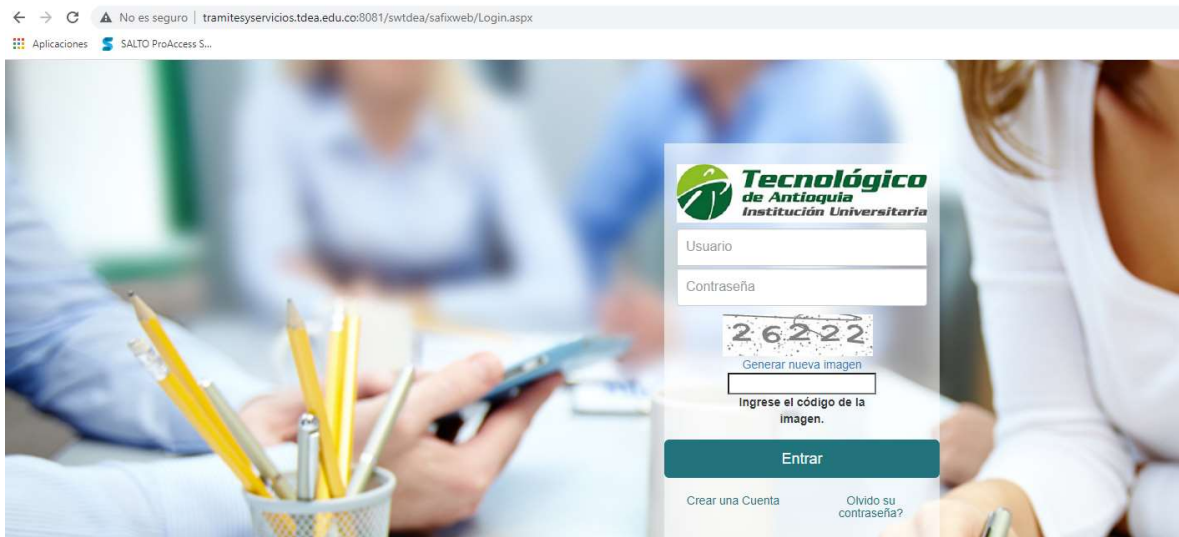 No es seguro | tramitesyservicios.tdea.edu.co:8081/swtdea/safixweb/Login.aspx
Aplicaciones SALTO ProAccess S...
Tecnológico
de Antioquia
Institución Universitaria
Usuario
Contraseña
26222
Generar nueva imagen
Ingrese el código de la
imagen.
Entrar
Crear una Cuenta
Olvido su
contraseña?